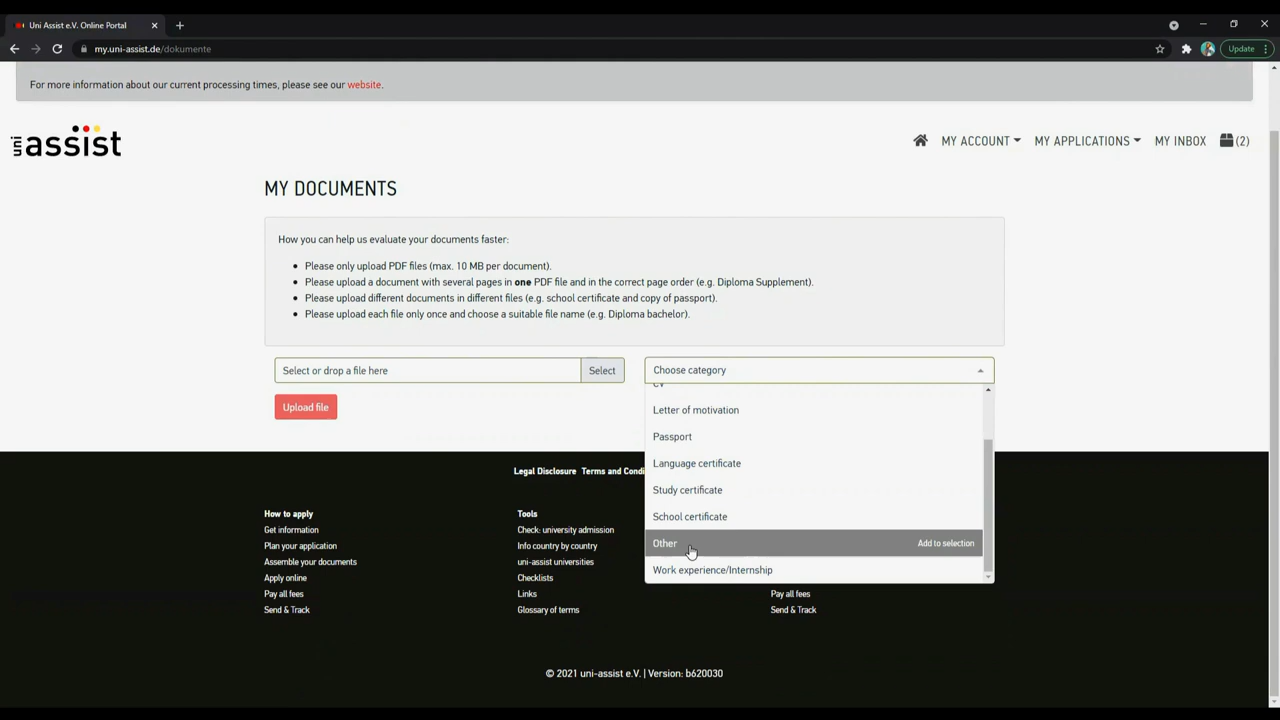 Uni Assist e.V. Online Portal
Update
my.uni-assist.de/dokumente
For more information about our current processing times, please see our website.
uni assist
MY ACCOUNT
MY APPLICATIONS
MY INBOX
(2)
MY DOCUMENTS
How you can help us evaluate your documents faster:
Please only upload PDF files (max. 10 MB per document).
Please upload a document with several pages in one PDF file and in the correct page order (e.g. Diploma Supplement).
Please upload different documents in different files (e.g. school certificate and copy of passport).
Please upload each file only once and choose a suitable file name (e.g. Diploma bachelor).
Select or drop a file here
Select
Choose category
Upload file
CV
Letter of motivation
Passport
Language certificate
Study certificate
School certificate
Other
Add to selection
Work experience/Internship
Legal Disclosure Terms and Condi
How to apply
Get information
Plan your application
Assemble your documents
Apply online
Pay all fees
Send & Track
Tools
Check: university admission
Info country by country
uni-assist universities
Checklists
Links
Glossary of terms
Pay all fees
Send & Track
© 2021 uni-assist e.V. | Version: b620030